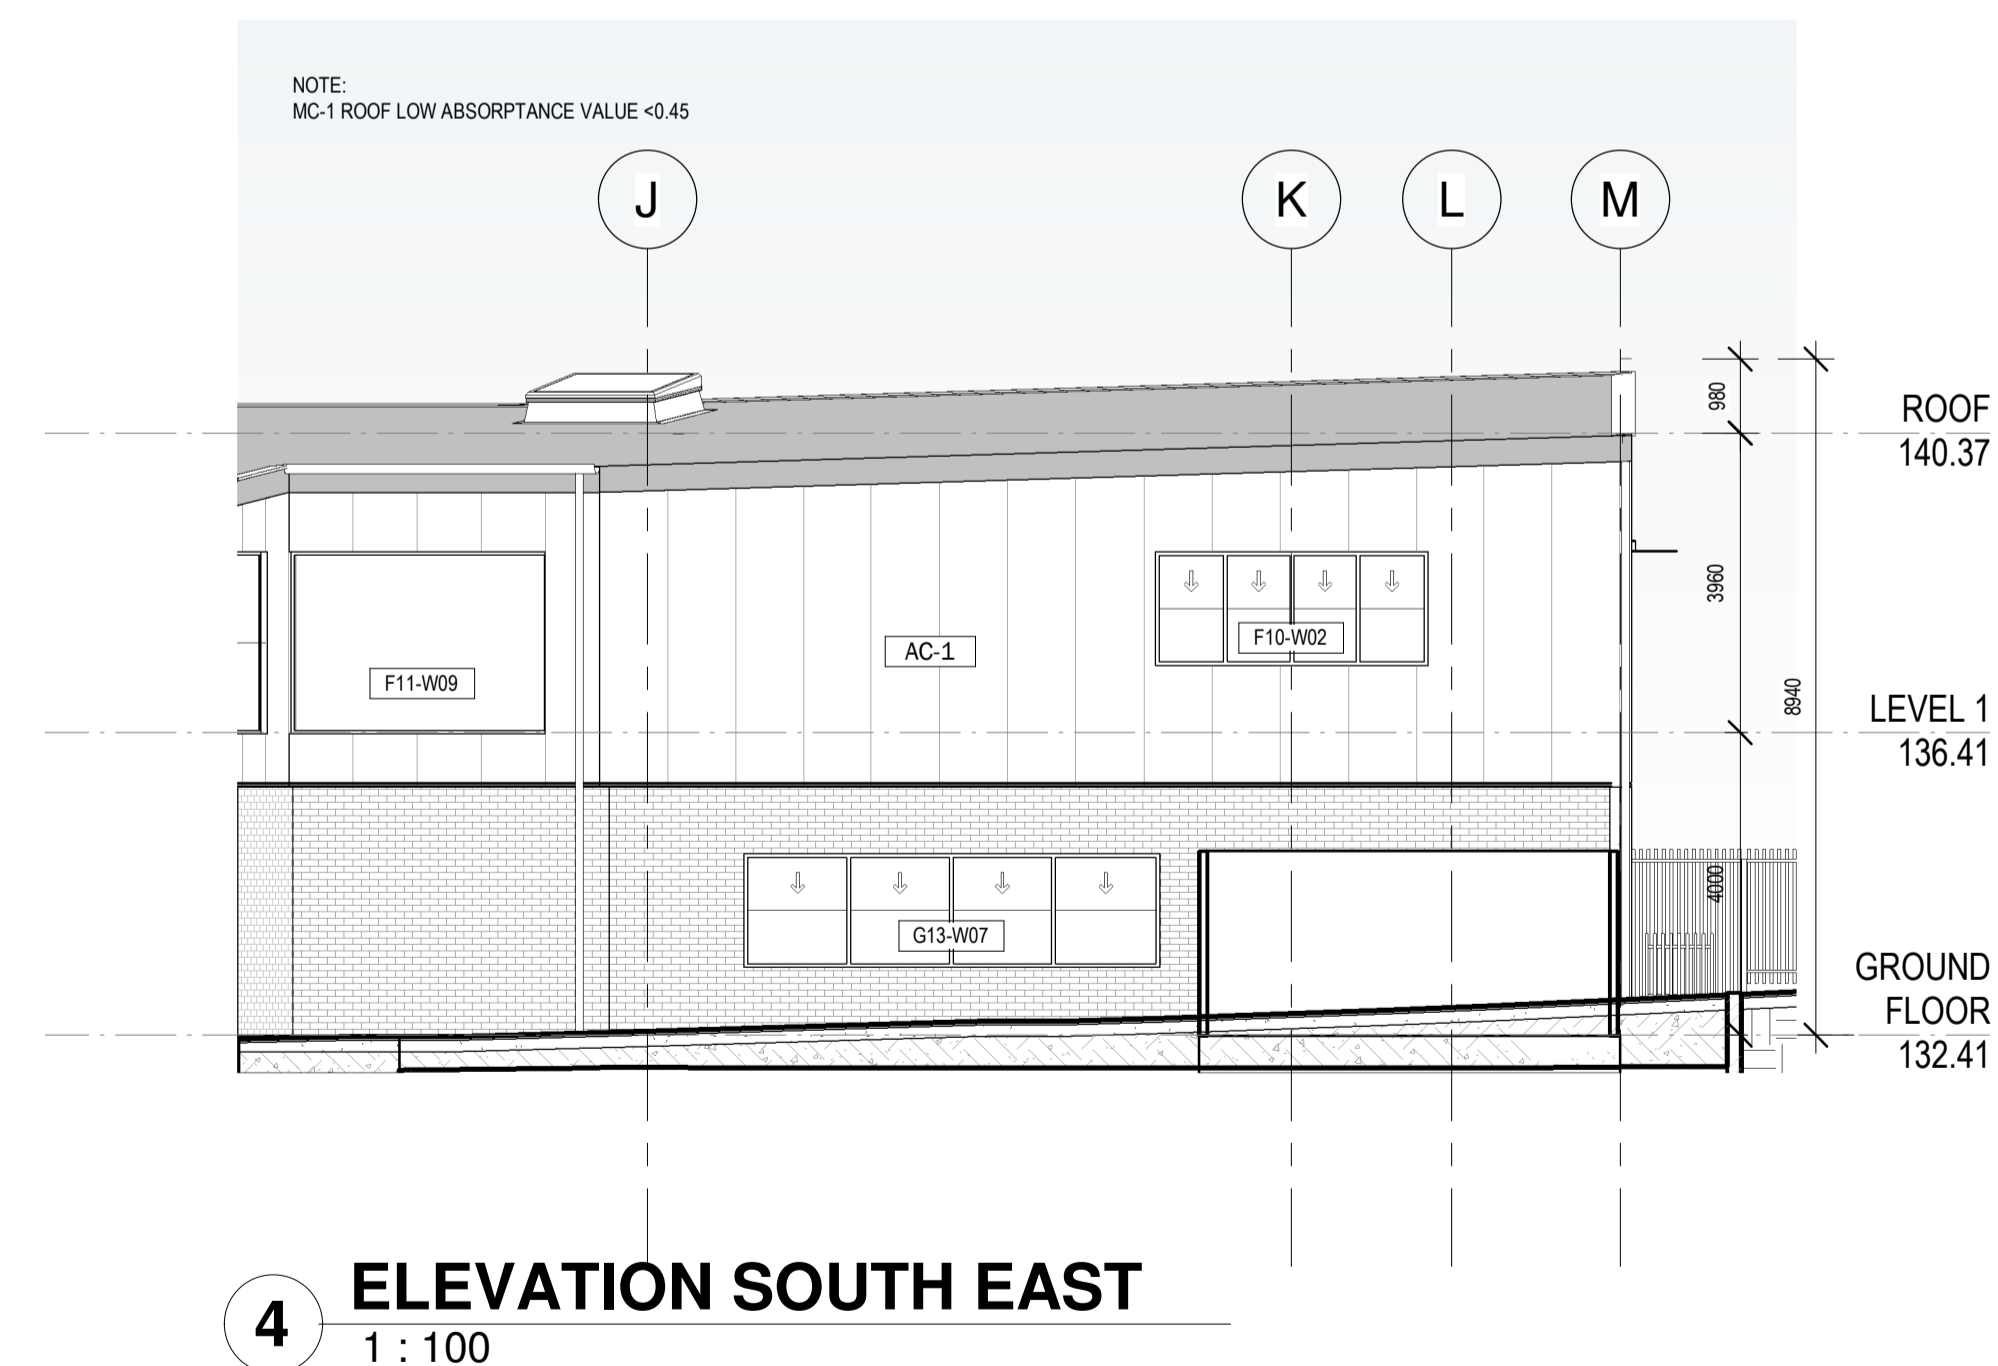 NOTE:
MC-1 ROOF LOW ABSORPTANCE VALUE <0.45
J
K
L
M
980
ROOF
140.37
3960
F10-W02
AC-1
F11-W09
8940
LEVEL 1
136.41
4000
G13-W07
GROUND
FLOOR
132.41
4
ELEVATION SOUTH EAST
1 : 100